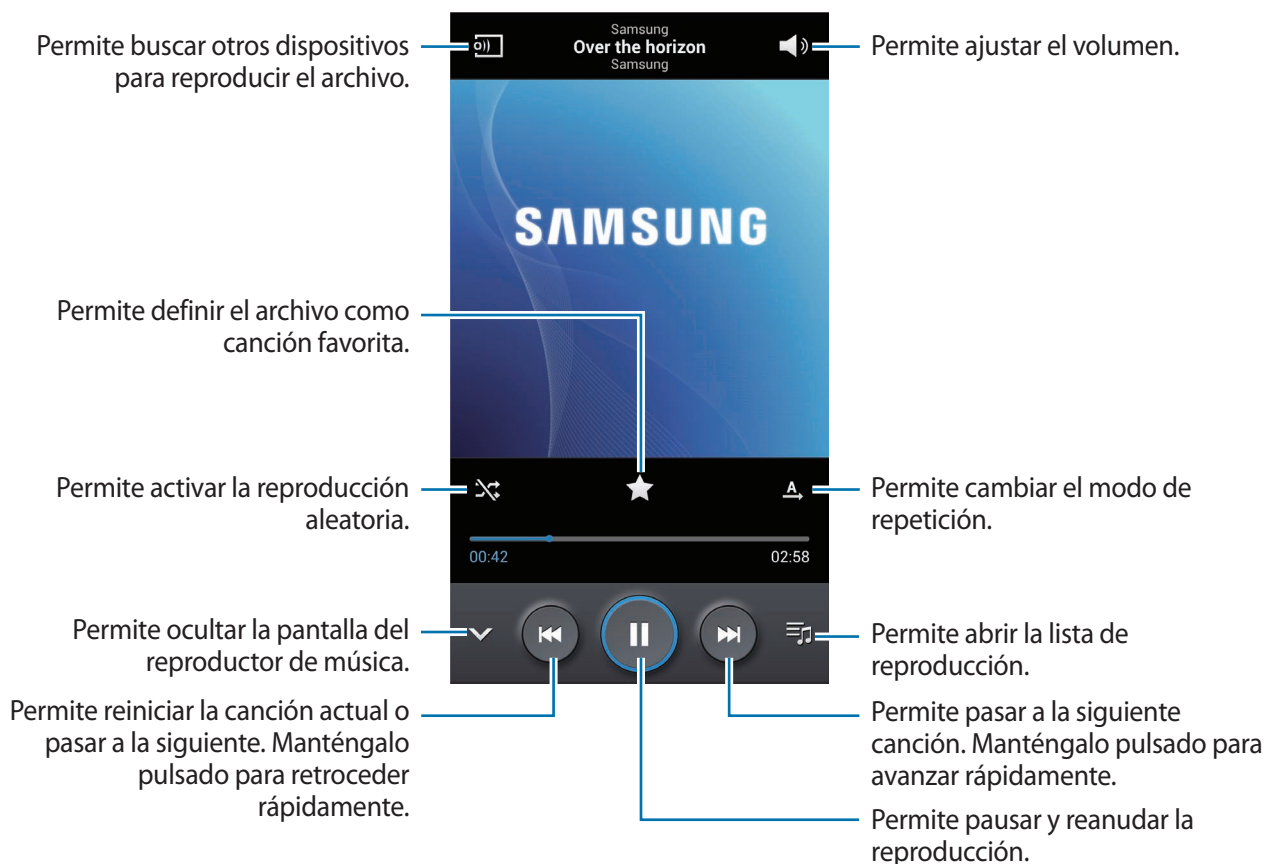 Permite buscar otros dispositivos
para reproducir el archivo.
Samsung
Over the horizon
Samsung
Permite ajustar el volumen.
SAMSUNG
Permite definir el archivo como
canción favorita.
Permite activar la reproducción
aleatoria.
A
Permite cambiar el modo de
repetición.
00:42
02:58
Permite ocultar la pantalla del
reproductor de música.
Permite abrir la lista de
reproducción.
Permite reiniciar la canción actual o
pasar a la siguiente. Manténgalo
pulsado para retroceder
rápidamente.
Permite pasar a la siguiente
canción. Manténgalo pulsado para
avanzar rápidamente.
Permite pausar y reanudar la
reproducción.